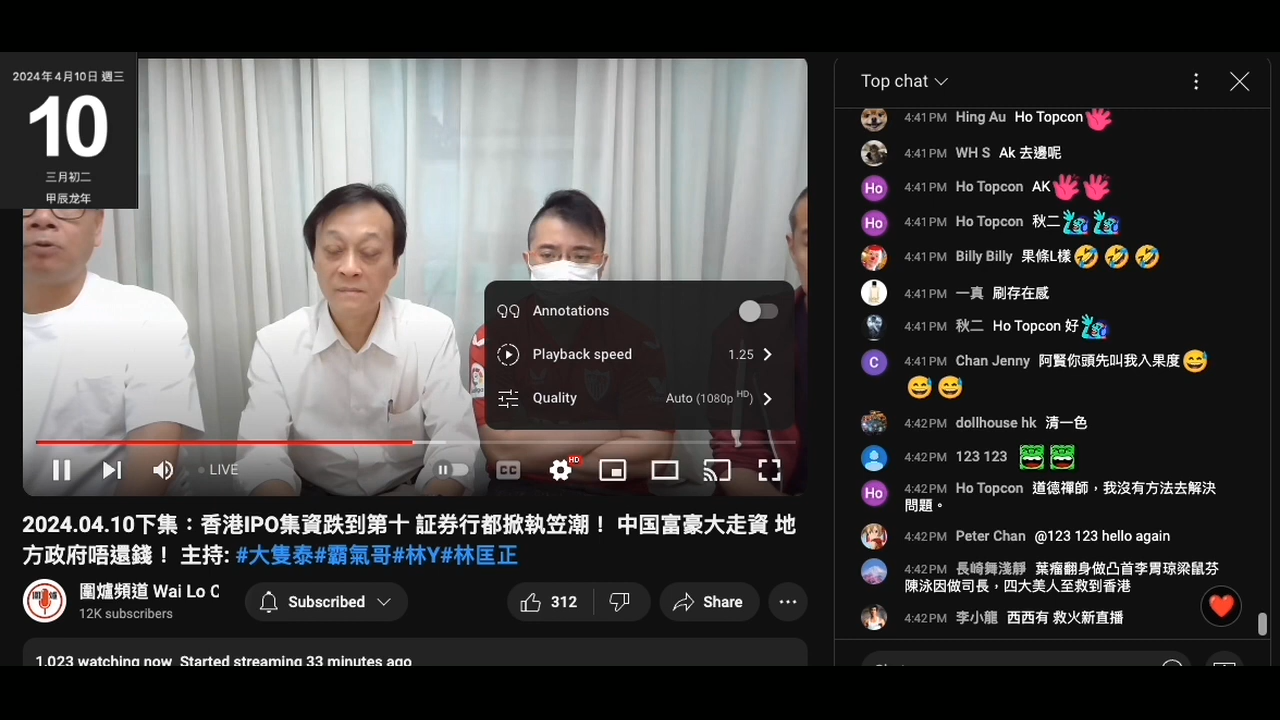 2024年4月10日 週三
10
三月初二
甲辰龙年
Annotations
Playback speed 1.25
Quality Auto (1080p HD)
LIVE
CC
HD
2024.04.10下集：香港IPO集資跌到第十 証券行都掀執笠潮！ 中国富豪大走資 地
方政府唔還錢！ 主持: #大隻泰#霸氣哥#林Y#林匡正
圍爐頻道 Wai Lo C
12K subscribers
Subscribed
312
Share
1,023 watching now Started streaming 33 minutes ago
Top chat
4:41 PM Hing Au Ho Topcon
4:41 PM WH S Ak 去邊呢
Ho 4:41 PM Ho Topcon AK
Ho 4:41 PM Ho Topcon 秋二
4:41 PM Billy Billy 果條L樣🤣🤣🤣
4:41 PM 一真 刷存在感
4:41 PM 秋二 Ho Topcon 好
C 4:41 PM Chan Jenny 阿賢你頭先叫我入果度😅
😅😅
4:42 PM dollhouse hk 清一色
4:42 PM 123 123
Ho 4:42 PM Ho Topcon 道德禪師，我沒有方法去解決
問題。
4:42 PM Peter Chan @123 123 hello again
4:42 PM 長崎舞淺靜 葉瘤翻身做凸首李胃琼梁鼠芬
陳泳因做司長，四大美人至救到香港
4:42 PM 李小龍 西西有 救火新直播